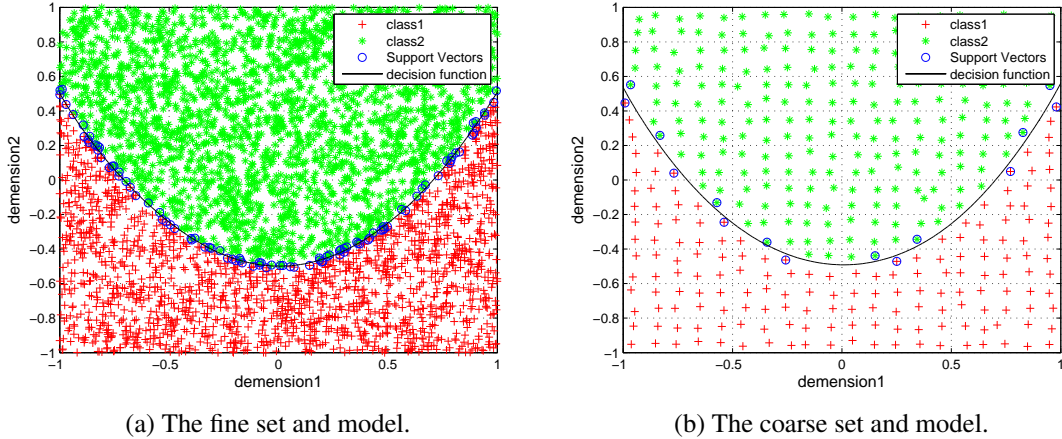 1
0.8
0.6
0.4
0.2
0
−0.2
−0.4
−0.6
−0.8
−1
−1
−0.5
0
0.5
1
demension1
demension2
class1
class2
Support Vectors
decision function
(a) The fine set and model.
1
0.8
0.6
0.4
0.2
0
−0.2
−0.4
−0.6
−0.8
−1
−1
−0.5
0
0.5
1
demension1
demension2
class1
class2
Support Vectors
decision function
(b) The coarse set and model.